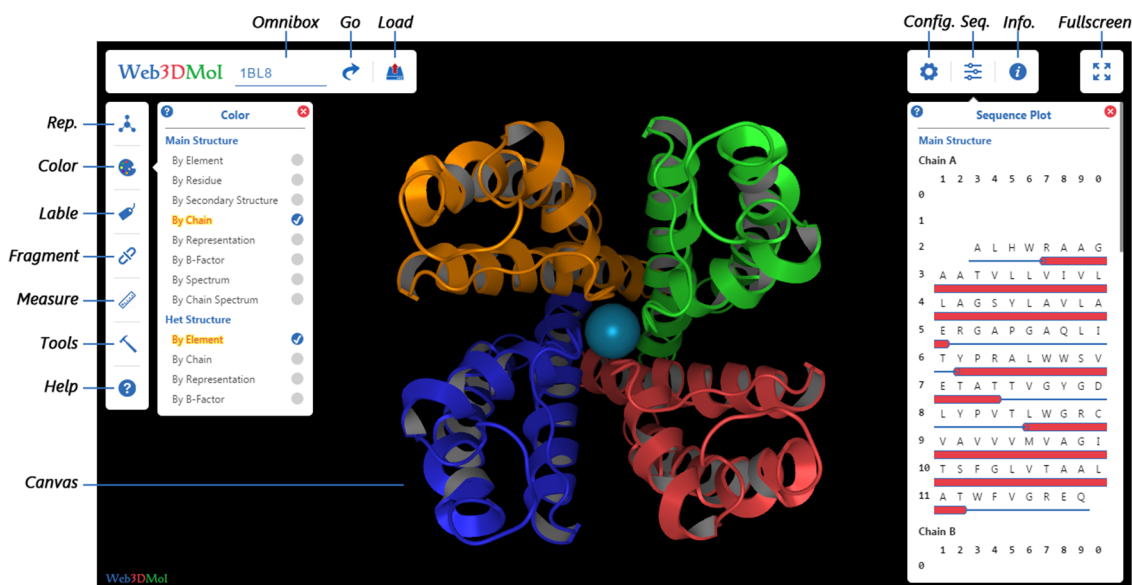 Omnibox Go Load Config. Seq. Info. Fullscreen
Web3DMol 1BL8
Rep.
Color
Lable
Fragment
Measure
Tools
Help
Canvas
Color
Main Structure
By Element
By Residue
By Secondary Structure
By Chain
By Representation
By B-Factor
By Spectrum
By Chain Spectrum
Het Structure
By Element
By Chain
By Representation
By B-Factor
Sequence Plot
Main Structure
Chain A
1 2 3 4 5 6 7 8 9 0
0
1
2 A L H W R A A G
3 A A T V L L V I V L
4 L A G S Y L A V L A
5 E R G A P G A Q L I
6 T Y P R A L W W S V
7 E T A T T V G Y G D
8 L Y P V T L W G R C
9 V A V V V M V A G I
10 T S F G L V T A A L
11 A T W F V G R E Q
Chain B
1 2 3 4 5 6 7 8 9 0
0
Web3DMol